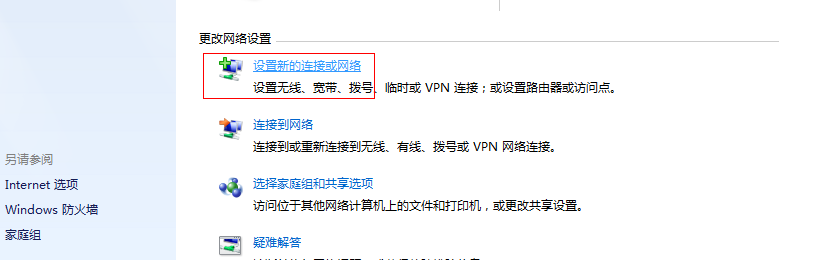 更改网络设置
设置新的连接或网络
设置无线、宽带、拨号、临时或 VPN 连接；或设置路由器或访问点。
连接到网络
连接到或重新连接到无线、有线、拨号或 VPN 网络连接。
选择家庭组和共享选项
访问位于其他网络计算机上的文件和打印机，或更改共享设置。
疑难解答
另请参阅
Internet 选项
Windows 防火墙
家庭组